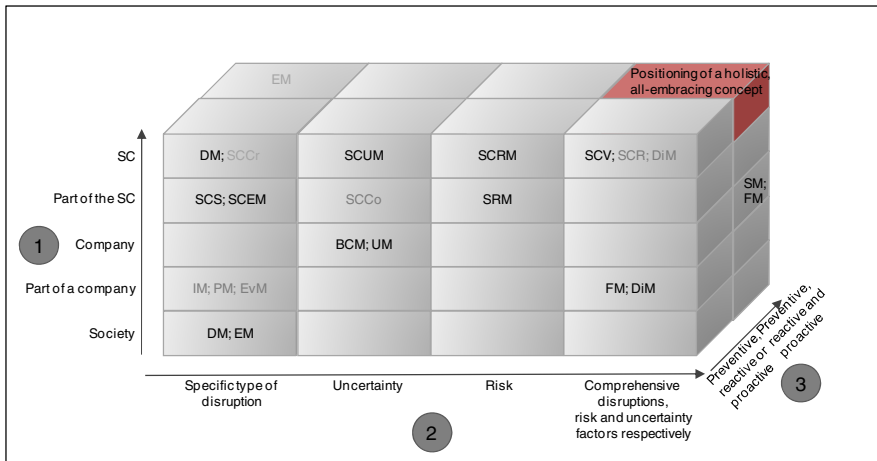 EM
Positioning of a holistic,
all-embracing concept
SC
DM; SCCr
SCUM
SCRM
SCV; SCR; DiM
Part of the SC
SCS; SCEM
SCCo
SRM
SM;
FM
1
Company
BCM; UM
Part of a company
IM; PM; EvM
FM; DiM
Society
DM; EM
Specific type of
disruption
Uncertainty
Risk
Comprehensive
disruptions,
risk and uncertainty
factors respectively
2
Preventive,
reactive or
proactive
Preventive,
reactive and
proactive
3